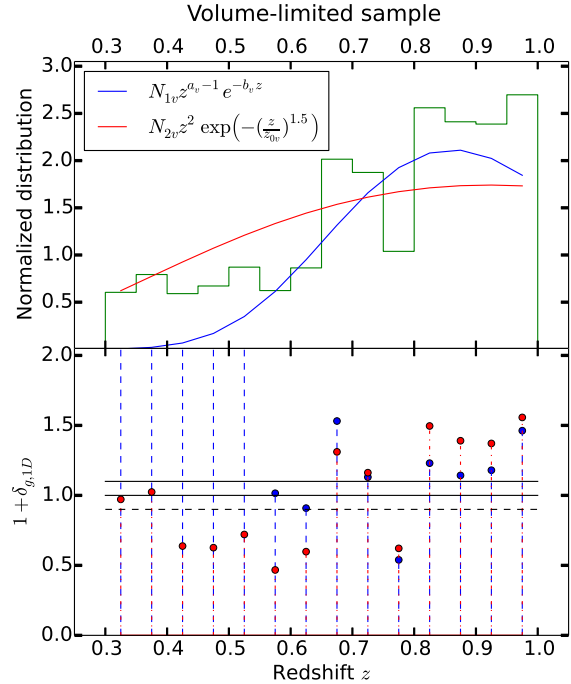 Volume-limited sample
0.3 0.4 0.5 0.6 0.7 0.8 0.9 1.0
3.0
2.5
2.0
1.5
1.0
0.5
Normalized distribution
N_{1v} z^{a_v−1} e^{−b_v z}
N_{2v} z^2 exp(−(z/z_{0v})^{1.5})
2.0
1.5
1.0
0.5
0.0
1+δ_{g,1D}
0.3 0.4 0.5 0.6 0.7 0.8 0.9 1.0
Redshift z